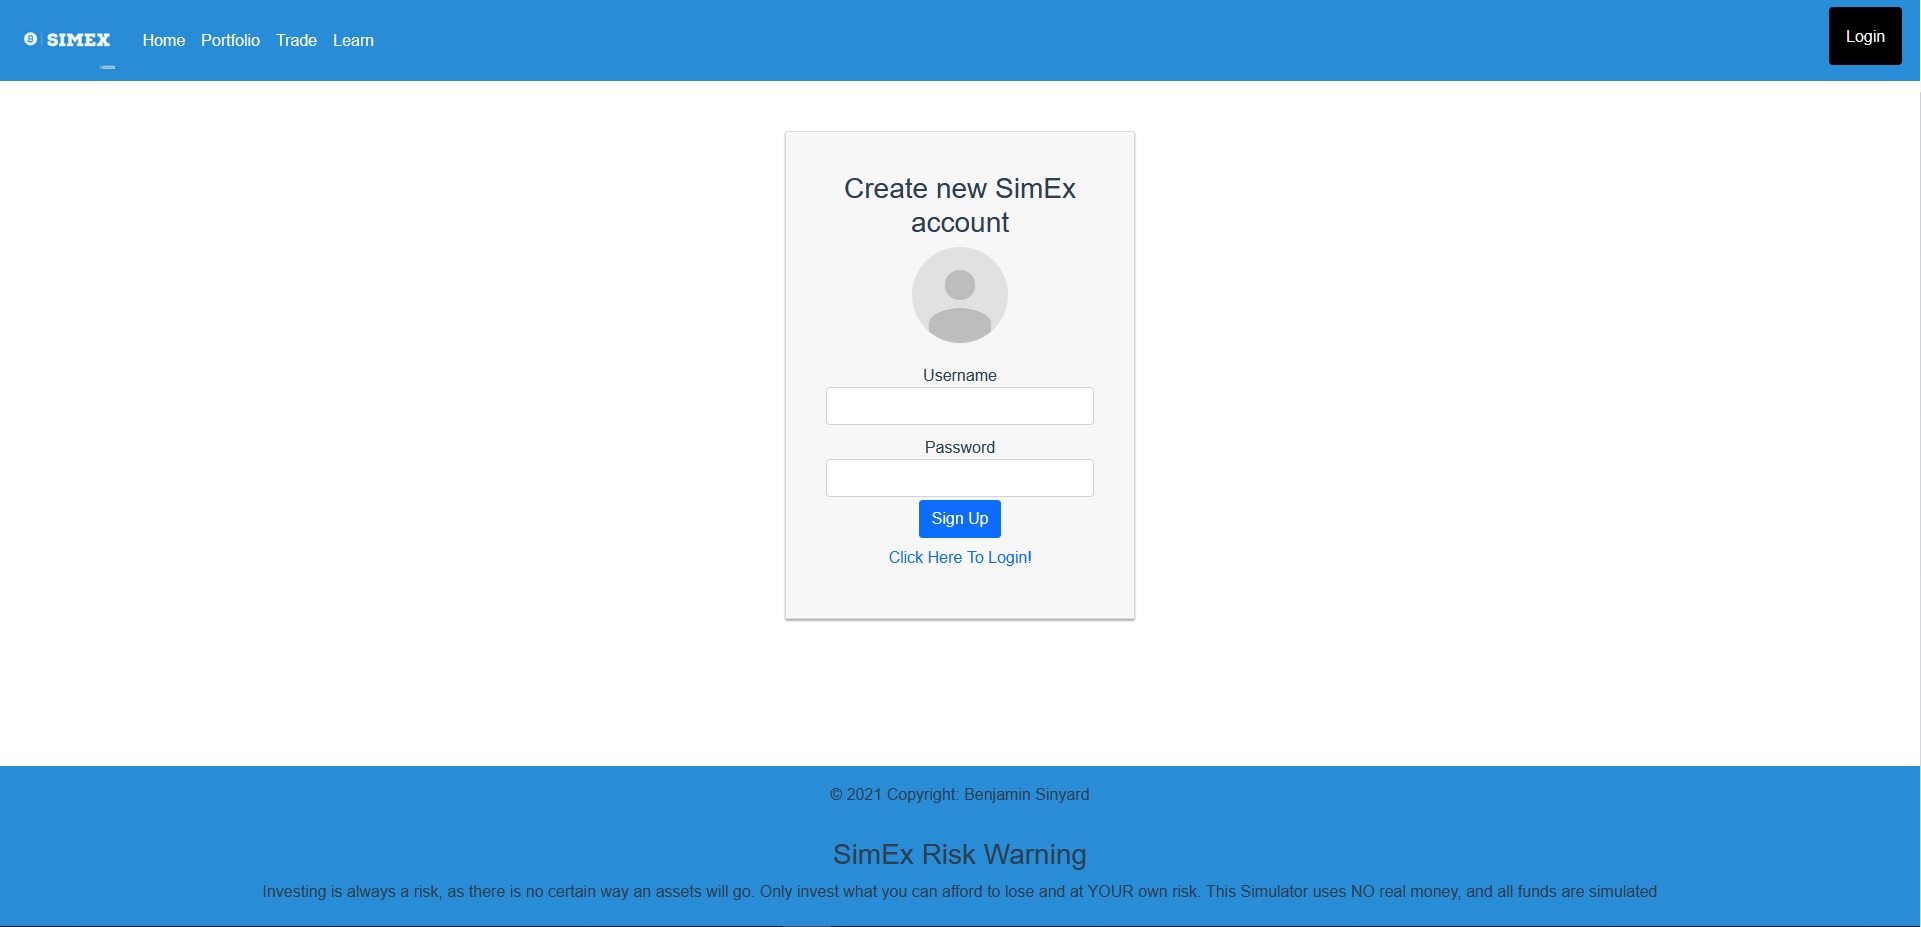 SIMEX
Home Portfolio Trade Learn
Login
Create new SimEx
account
Username
Password
Sign Up
Click Here To Login!
© 2021 Copyright: Benjamin Sinyard
SimEx Risk Warning
Investing is always a risk, as there is no certain way an assets will go. Only invest what you can afford to lose and at YOUR own risk. This Simulator uses NO real money, and all funds are simulated